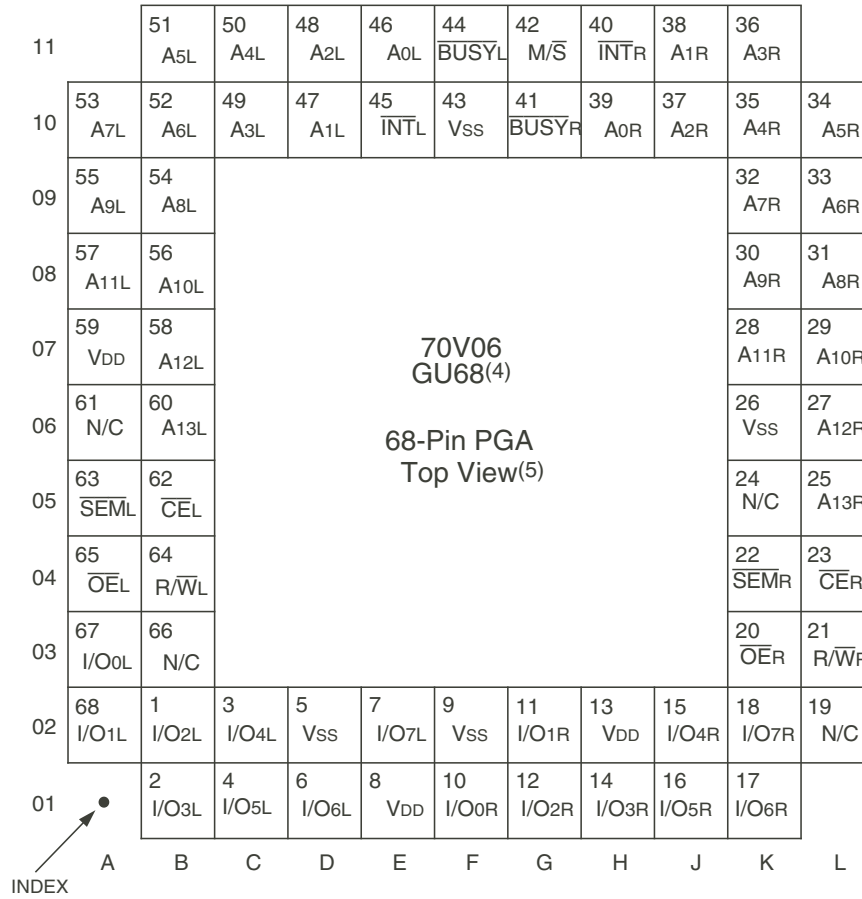 11 51 A5L 50 A4L 48 A2L 46 A0L 44 BUSYL 42 M/S 40 INTR 38 A1R 36 A3R
10 53 A7L 52 A6L 49 A3L 47 A1L 45 INTL 43 VSS 41 BUSYR 39 A0R 37 A2R 35 A4R 34 A5R
09 55 A9L 54 A8L 32 A7R 33 A6R
08 57 A11L 56 A10L 30 A9R 31 A8R
07 59 VDD 58 A12L 28 A11R 29 A10R
70V06
GU68(4)
06 61 N/C 60 A13L 26 VSS 27 A12R
68-Pin PGA
Top View(5)
05 63 SEML 62 CEL 24 N/C 25 A13R
04 65 OEL 64 R/WL 22 SEMR 23 CER
03 67 I/O0L 66 N/C 20 OER 21 R/WR
02 68 I/O1L 1 I/O2L 3 I/O4L 5 VSS 7 I/O7L 9 VSS 11 I/O1R 13 VDD 15 I/O4R 18 I/O7R 19 N/C
01 2 I/O3L 4 I/O5L 6 I/O6L 8 VDD 10 I/O0R 12 I/O2R 14 I/O3R 16 I/O5R 17 I/O6R
A B C D E F G H J K L
INDEX